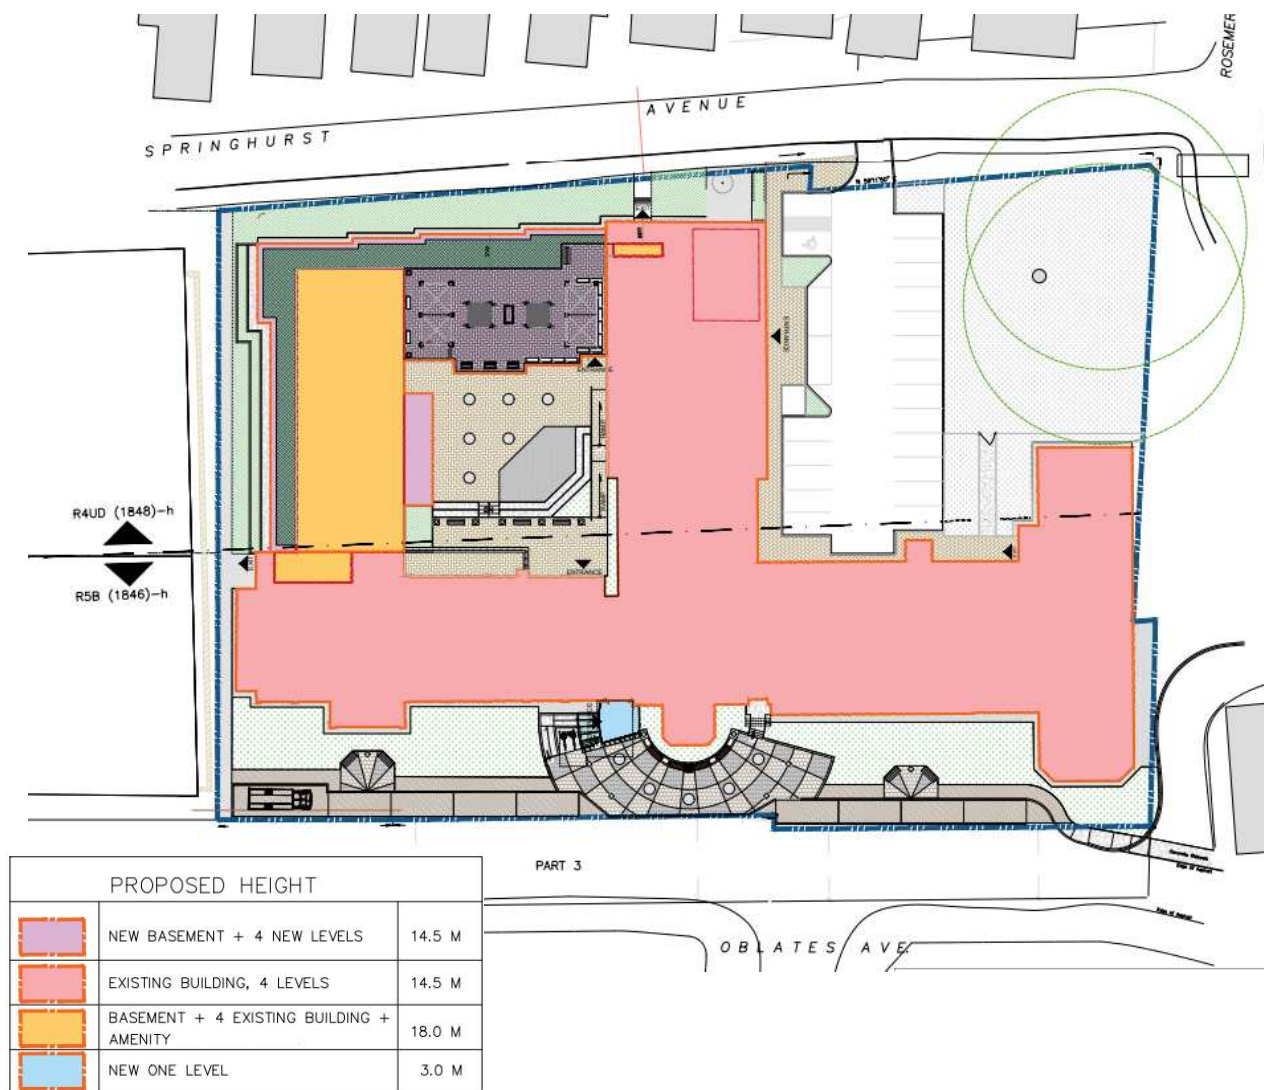 ROSEMER
AVENUE
SPRINGHURST
ENTRANCE
ENTRANCE
R4UD (1848)-h
ENTRANCE
R5B (1846)-h
PART 3
OBLATES AVE.
PROPOSED HEIGHT
NEW BASEMENT + 4 NEW LEVELS 14.5 M
EXISTING BUILDING, 4 LEVELS 14.5 M
BASEMENT + 4 EXISTING BUILDING +
AMENITY 18.0 M
NEW ONE LEVEL 3.0 M